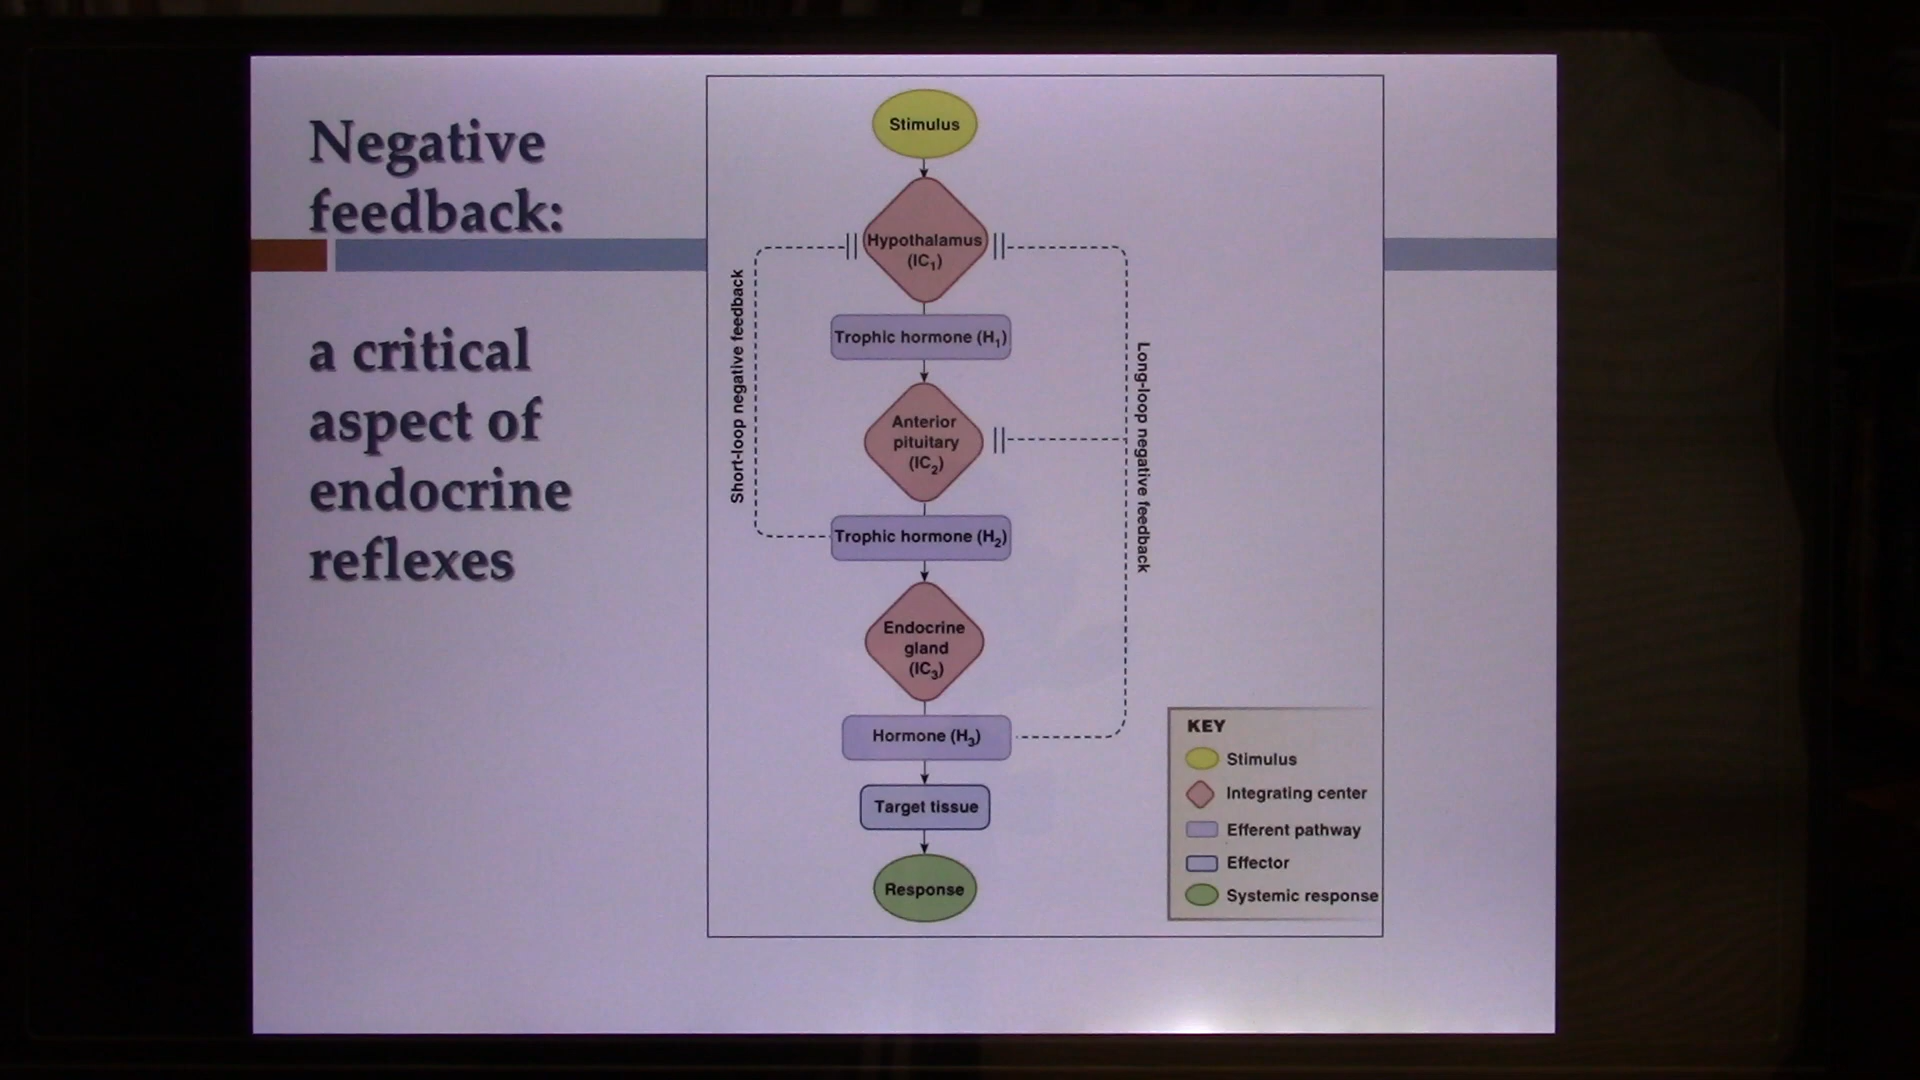 Negative
feedback:
a critical
aspect of
endocrine
reflexes
Stimulus
Hypothalamus
(IC₁)
Trophic hormone (H₁)
Anterior
pituitary
(IC₂)
Trophic hormone (H₂)
Endocrine
gland
(IC₃)
Hormone (H₃)
Target tissue
Response
Short-loop negative feedback
Long-loop negative feedback
KEY
Stimulus
Integrating center
Efferent pathway
Effector
Systemic response